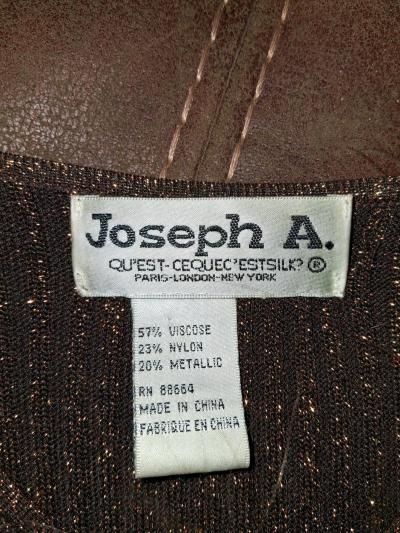 Joseph A.
QU'EST-CEQUEC'ESTSILK? ®
PARIS-LONDON-NEW YORK
57% VISCOSE
23% NYLON
20% METALLIC
RN 88664
MADE IN CHINA
FABRIQUE EN CHINA